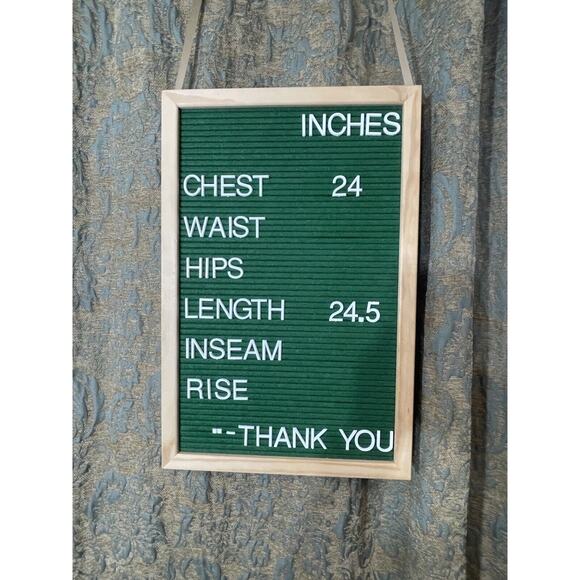 INCHES
CHEST 24
WAIST
HIPS
LENGTH 24.5
INSEAM
RISE
"-THANK YOU